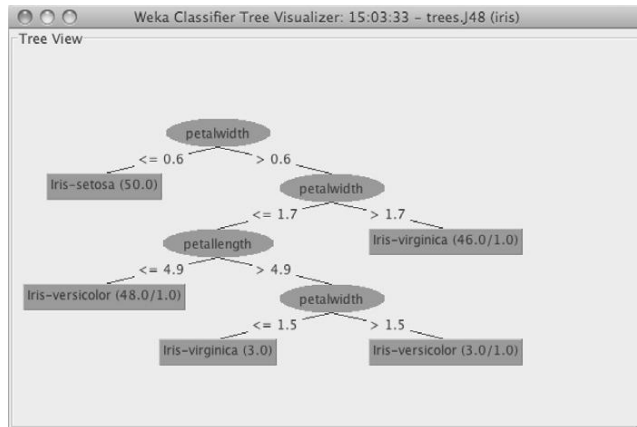 Weka Classifier Tree Visualizer: 15:03:33 – trees.J48 (iris)
Tree View
petalwidth
<= 0.6 > 0.6
Iris-setosa (50.0)
petalwidth
<= 1.7 > 1.7
petallength
Iris-virginica (46.0/1.0)
<= 4.9 > 4.9
Iris-versicolor (48.0/1.0)
petalwidth
<= 1.5 > 1.5
Iris-virginica (3.0)
Iris-versicolor (3.0/1.0)